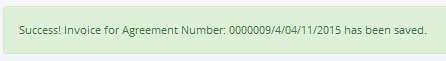 Success! Invoice for Agreement Number: 0000009/4/04/11/2015 has been saved.